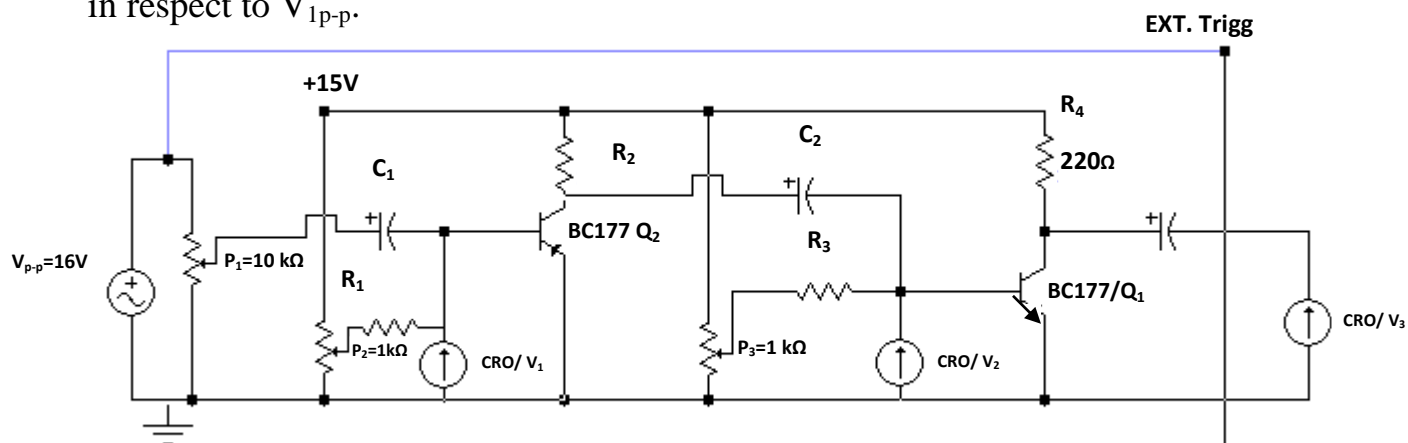 in respect to V1p-p.
EXT. Trigg
+15V
R4
C2
R2
220Ω
C1
BC177 Q2
R3
Vp-p=16V
P1=10 kΩ
R1
BC177/Q1
P2=1kΩ
CRO/ V1
P3=1 kΩ
CRO/ V2
CRO/ V3